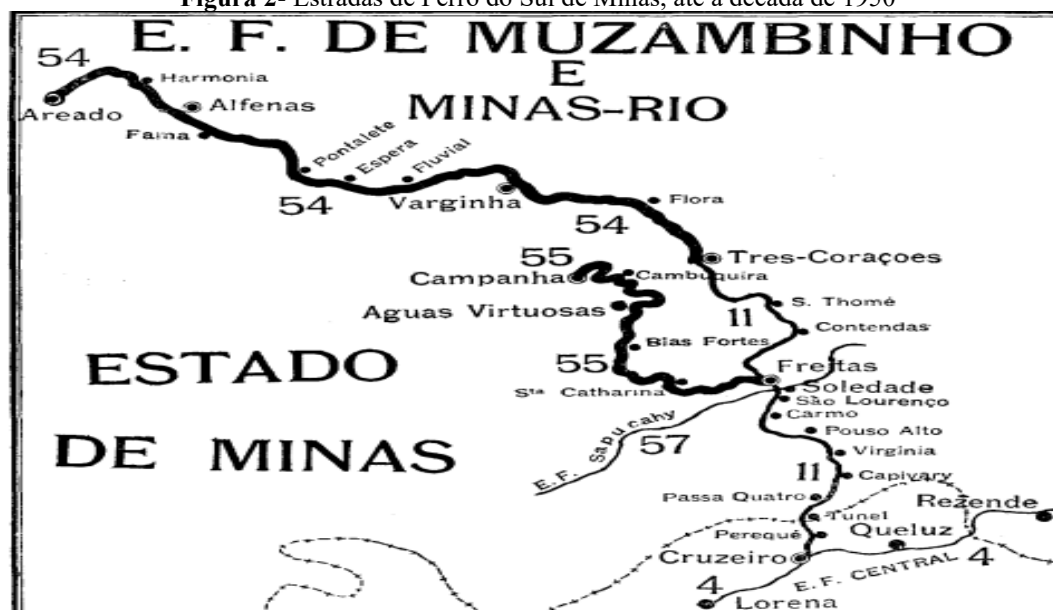 Figura 2- Estradas de Ferro do Sul de Minas, até a década de 1950
E. F. DE MUZAMBINHO
E
MINAS-RIO
54
Harmonia
Areado
Alfenas
Fama
Pontalete
Espera
Fluvial
54
Varginha
Flora
54
Tres-Corações
55
Campanha
Cambuquira
Aguas Virtuosas
S. Thomé
11
Contendas
Bias Fortes
ESTADO
55
Freitas
Sta Catharina
Soledade
São Lourenço
Carmo
E. F. Sapucahy
57
Pouso Alto
DE MINAS
Virginia
11
Capivary
Passa Quatro
Rezende
Tunel
Perequê
Queluz
Cruzeiro
4
E. F. CENTRAL
4
Lorena